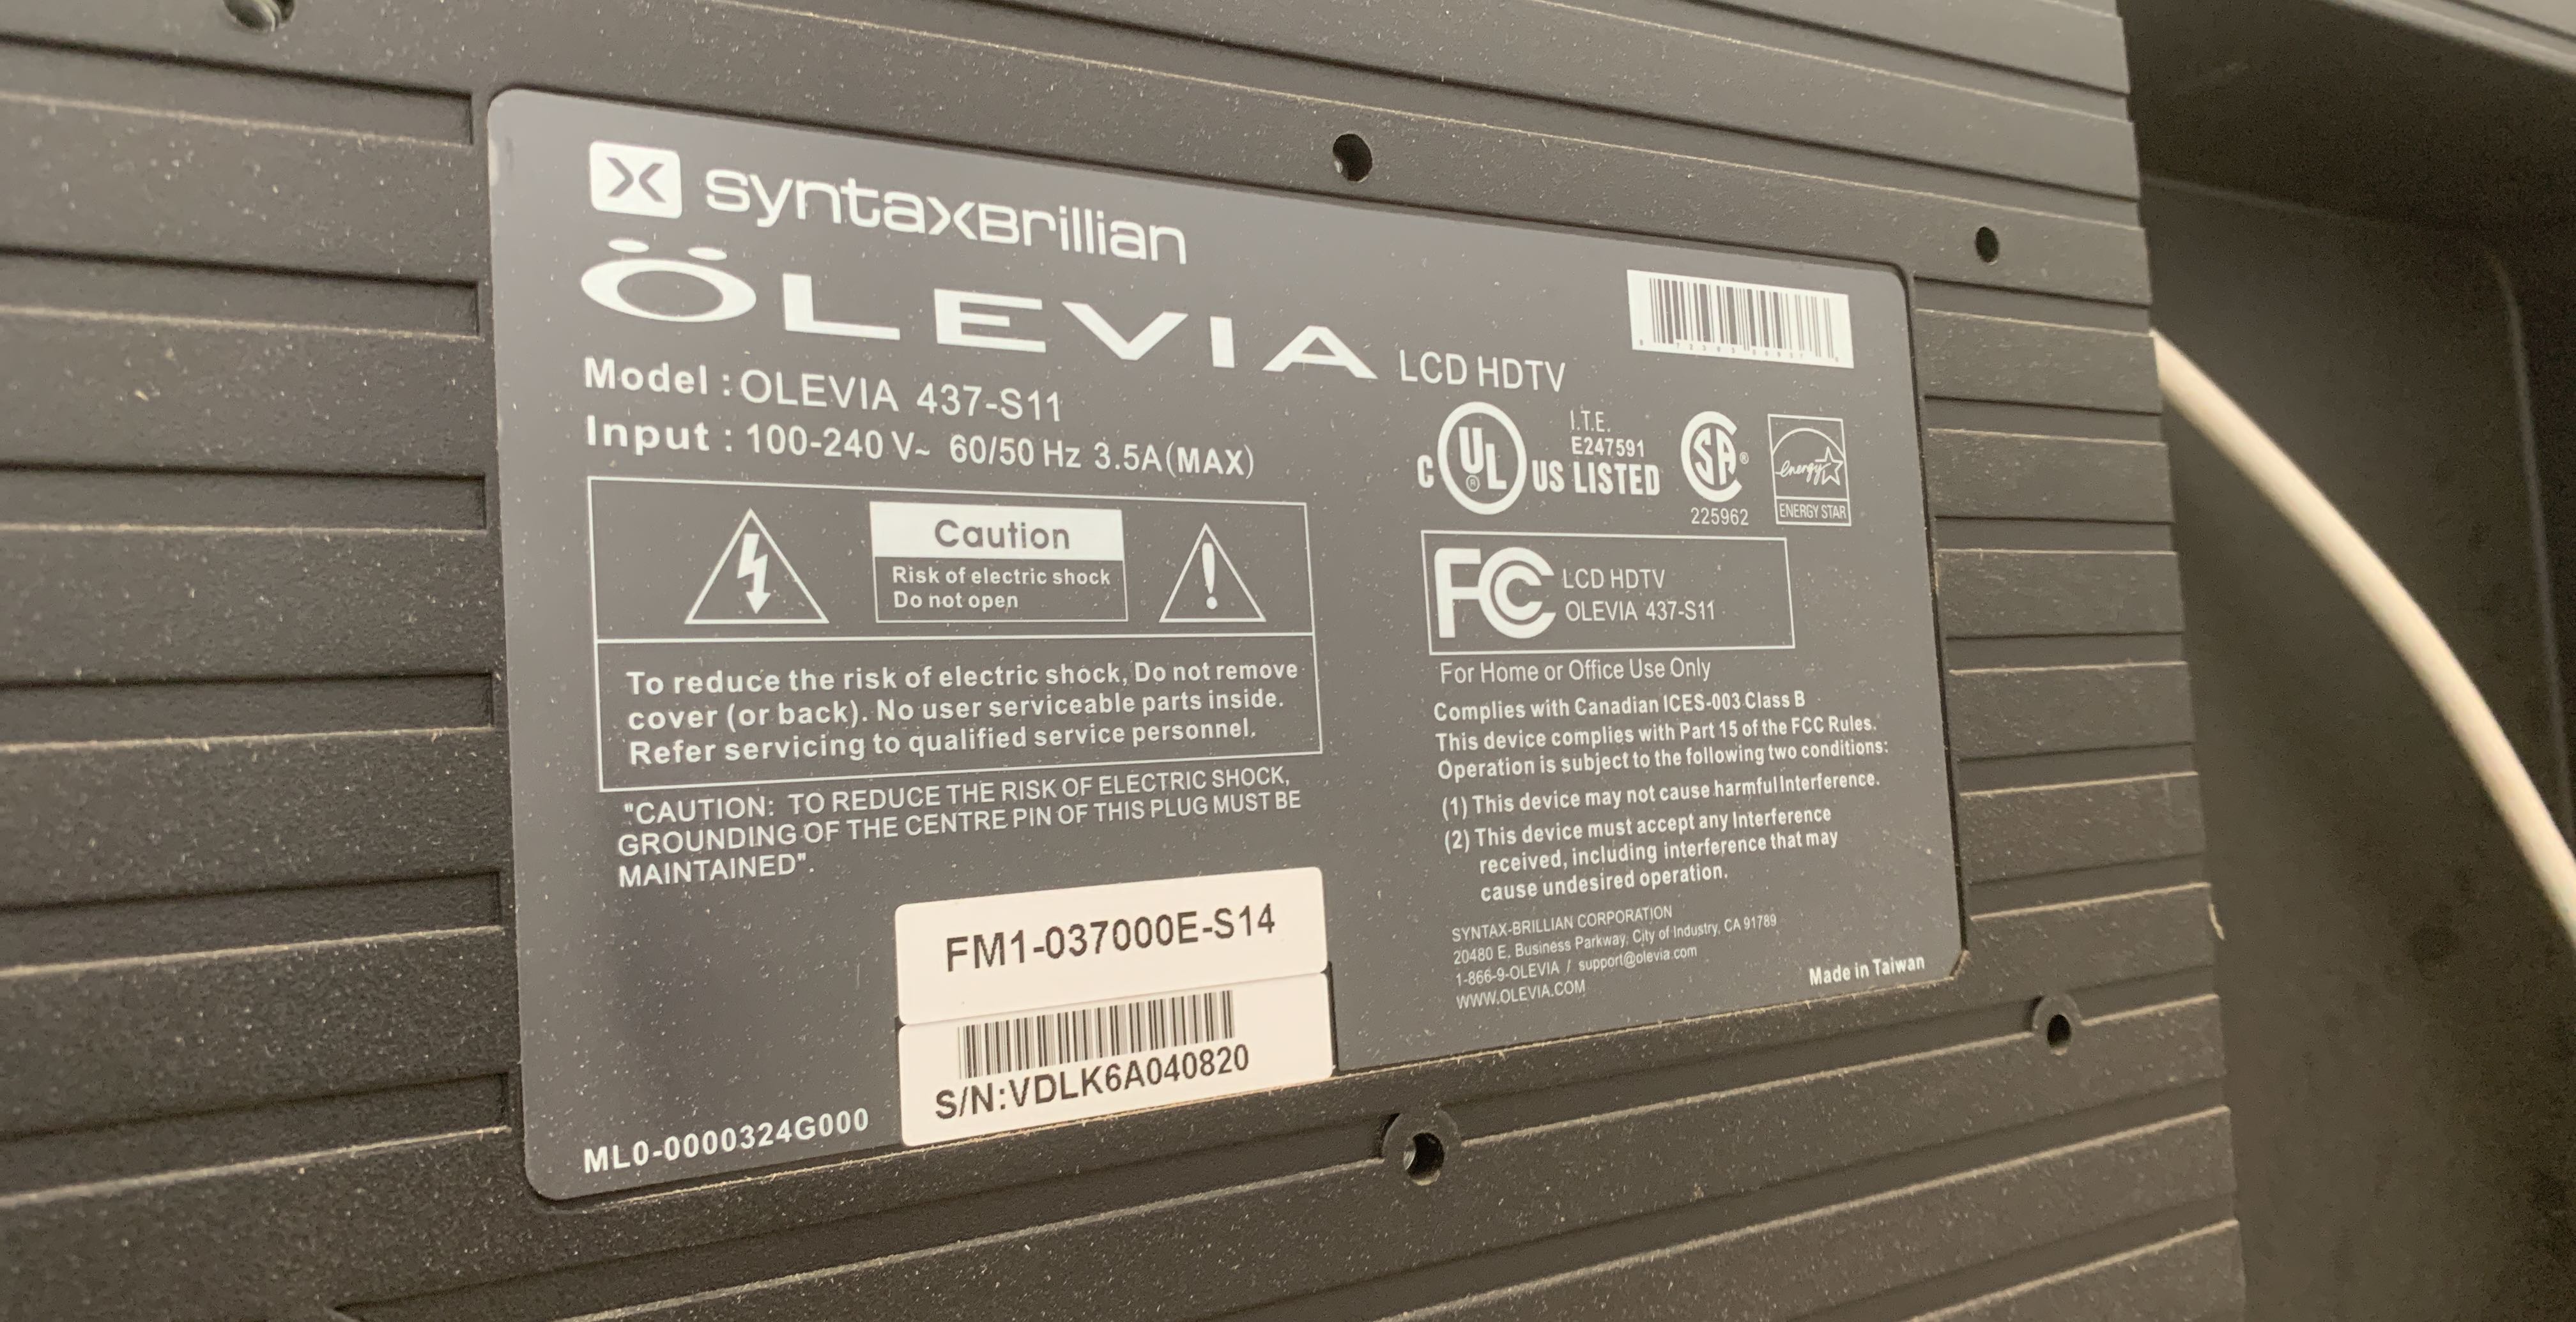 SyntaxBrillian
ÖLEVIA LCD HDTV
Model : OLEVIA 437-S11
Input : 100-240 V~ 60/50 Hz 3.5A(MAX)
Caution
Risk of electric shock
Do not open
To reduce the risk of electric shock, Do not remove
cover (or back). No user serviceable parts inside.
Refer servicing to qualified service personnel.
"CAUTION: TO REDUCE THE RISK OF ELECTRIC SHOCK,
GROUNDING OF THE CENTRE PIN OF THIS PLUG MUST BE
MAINTAINED".
FM1-037000E-S14
S/N:VDLK6A040820
ML0-0000324G000
I.T.E.
E247591
C UL ® US LISTED
SA ®
225962
energy
ENERGY STAR
FC LCD HDTV
OLEVIA 437-S11
For Home or Office Use Only
Complies with Canadian ICES-003 Class B
This device complies with Part 15 of the FCC Rules.
Operation is subject to the following two conditions:
(1) This device may not cause harmful Interference.
(2) This device must accept any Interference
received, including interference that may
cause undesired operation.
SYNTAX-BRILLIAN CORPORATION
20480 E. Business Parkway, City of Industry, CA 91789
1-866-9-OLEVIA / support@olevia.com
WWW.OLEVIA.COM
Made in Taiwan